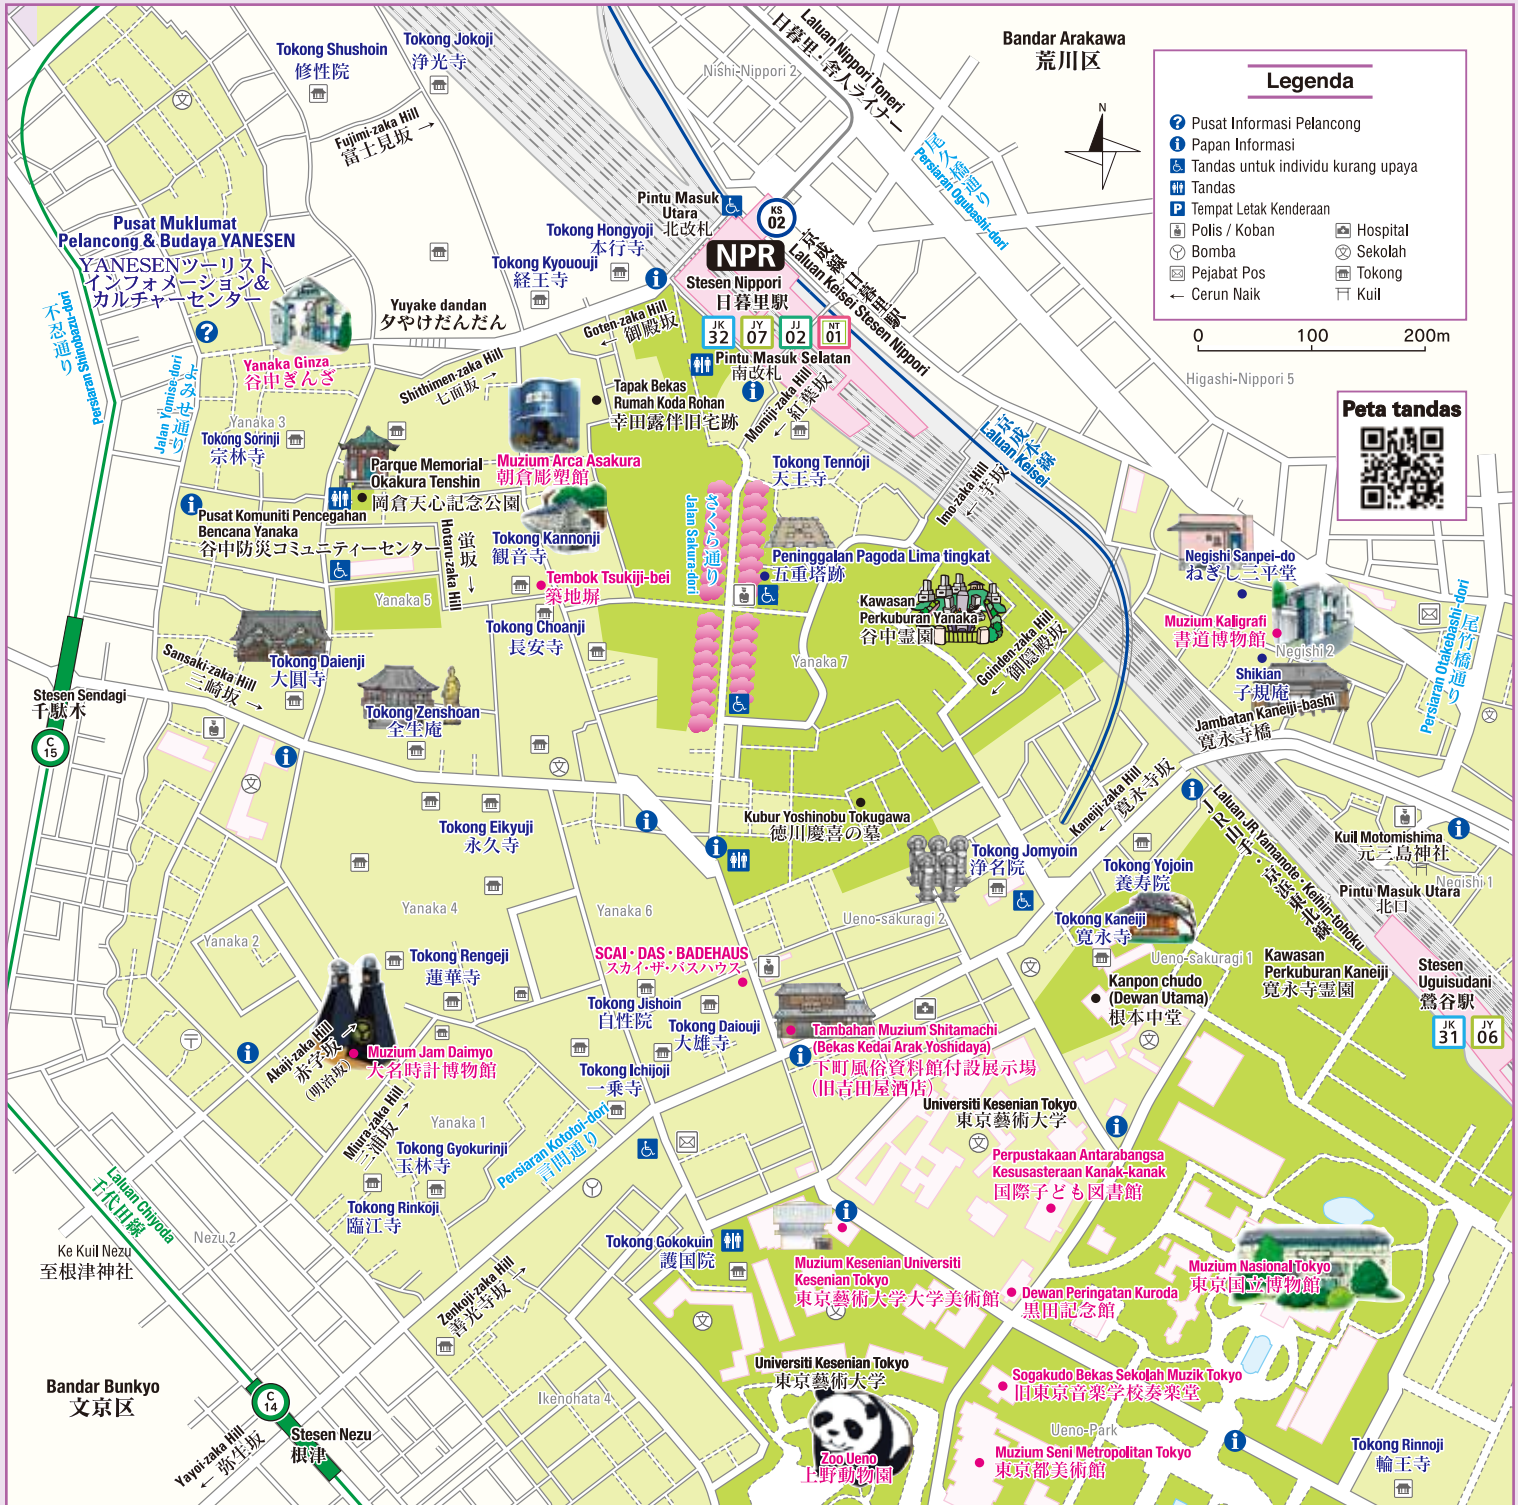 Tokong Shushoin
修性院
Tokong Jokoji
浄光寺
Fujimi-zaka Hill →
富士見坂
Nishi-Nippori 2
Laluan Nippori Toneri
日暮里・舎人ライナー
Bandar Arakawa
荒川区
尾久橋通り
Persiaran Ogubashi-dori
N
Legenda
? Pusat Informasi Pelancong
i Papan Informasi
Tandas untuk individu kurang upaya
Tandas
P Tempat Letak Kenderaan
Polis / Koban
Hospital
Bomba
文 Sekolah
Pejabat Pos
Tokong
← Cerun Naik
Kuil
0 100 200m
Higashi-Nippori 5
Peta tandas
Pusat Muklumat
Pelancong & Budaya YANESEN
YANESENツーリスト
インフォメーション&
カルチャーセンター
Pintu Masuk
Utara
北改札
KS
02
NPR
Stesen Nippori
日暮里駅
JK
32
JY
07
JJ
02
NT
01
京成線日暮里駅
Laluan Keisei Stesen Nippori
Tokong Hongyoji
本行寺
Tokong Kyououji
経王寺
Yuyake dandan
夕やけだんだん
Goten-zaka Hill
← 御殿坂
不忍通り
Persiaran Shinobazu-dori
Yanaka Ginza
谷中ぎんざ
Jalan Yomise-dori
よみせ通り
Yanaka 3
Tokong Sorinji
宗林寺
Shithimen-zaka Hill →
七面坂
Pintu Masuk Selatan
南改札
Tapak Bekas
Rumah Koda Rohan
幸田露伴旧宅跡
Momiji-zaka Hill
← 紅葉坂
Parque Memorial
Okakura Tenshin
岡倉天心記念公園
Muzium Arca Asakura
朝倉彫塑館
Tokong Tennoji
天王寺
京成本線
Laluan Keisei
Imo-zaka Hill
← 芋坂
Pusat Komuniti Pencegahan
Bencana Yanaka
谷中防災コミュニティーセンター
Hotaru-zaka Hill
蛍坂 →
Tokong Kannonji
観音寺
さくら通り
Jalan Sakura-dori
Peninggalan Pagoda Lima tingkat
五重塔跡
Tembok Tsukiji-bei
築地塀
Tokong Choanji
長安寺
Yanaka 5
Kawasan
Perkuburan Yanaka
谷中霊園
Yanaka 7
Goinden-zaka Hill
← 御隠殿坂
Negishi Sanpei-do
ねぎし三平堂
Muzium Kaligrafi
書道博物館
Negishi 2
Shikian
子規庵
尾竹橋通り
Persiaran Otakebashi-dori
Jambatan Kaneiji-bashi
寛永寺橋
Stesen Sendagi
千駄木
C
15
Sansaki-zaka Hill
三崎坂 →
Tokong Daienji
大圓寺
Tokong Zenshoan
全生庵
Tokong Eikyuji
永久寺
Kubur Yoshinobu Tokugawa
徳川慶喜の墓
Kaneiji-zaka Hill
← 寛永寺坂
Laluan JR Yamanote・Keihin-tohoku
JR山手・京浜東北線
Kuil Motomishima
元三島神社
Negishi 1
Pintu Masuk Utara
北口
Tokong Jomyoin
浄名院
Tokong Yojoin
養寿院
Tokong Kaneiji
寛永寺
Ueno-sakuragi 2
Ueno-sakuragi 1
Kawasan
Perkuburan Kaneiji
寛永寺霊園
Stesen
Uguisudani
鶯谷駅
JK
31
JY
06
Yanaka 2
Yanaka 4
Yanaka 6
Tokong Rengeji
蓮華寺
SCAI・DAS・BADEHAUS
スカイ・ザ・バスハウス
Tokong Jishoin
自性院
Tokong Daiouji
大雄寺
Kanpon chudo
(Dewan Utama)
根本中堂
Akaji-zaka Hill →
赤字坂
(明治坂)
Muzium Jam Daimyo
大名時計博物館
Tokong Ichijoji
一乗寺
Tambahan Muzium Shitamachi
(Bekas Kedai Arak Yoshidaya)
下町風俗資料館付設展示場
(旧吉田屋酒店)
Universiti Kesenian Tokyo
東京藝術大学
Yanaka 1
Miura-zaka Hill →
三浦坂
Tokong Gyokurinji
玉林寺
Tokong Rinkoji
臨江寺
Persiaran Kototoi-dori
言問通り
Perpustakaan Antarabangsa
Kesusasteraan Kanak-kanak
国際子ども図書館
Laluan Chiyoda
千代田線
Nezu 2
Ke Kuil Nezu
至根津神社
Tokong Gokokuin
護国院
Muzium Kesenian Universiti
Kesenian Tokyo
東京藝術大学大学美術館
Muzium Nasional Tokyo
東京国立博物館
Dewan Peringatan Kuroda
黒田記念館
Zenkoji-zaka Hill →
善光寺坂
Universiti Kesenian Tokyo
東京藝術大学
Sogakudo Bekas Sekolah Muzik Tokyo
旧東京音楽学校奏楽堂
Bandar Bunkyo
文京区
C
14
Stesen Nezu
根津
Yayoi-zaka Hill
← 弥生坂
Ikenohata 4
Zoo Ueno
上野動物園
Ueno-Park
Muzium Seni Metropolitan Tokyo
東京都美術館
Tokong Rinnoji
輪王寺